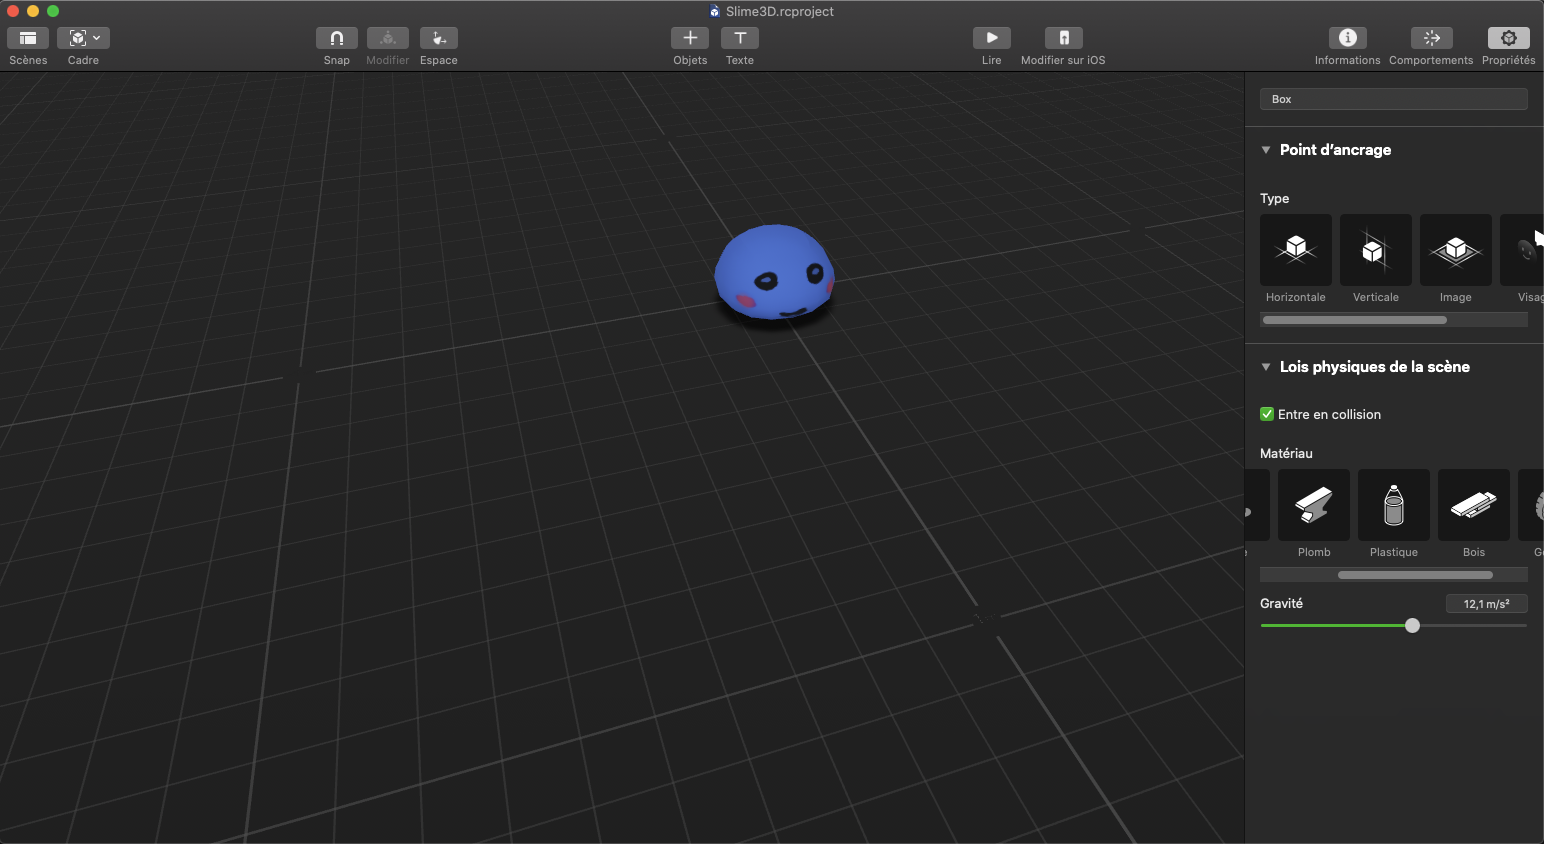 Slime3D.rcproject
Scènes
Cadre
Snap
Modifier
Espace
Objets
Texte
Lire
Modifier sur iOS
Informations
Comportements
Propriétés
Box
Point d’ancrage
Type
Horizontale
Verticale
Image
Lois physiques de la scène
Entre en collision
Matériau
Plomb
Plastique
Bois
Gravité
12,1 m/s²